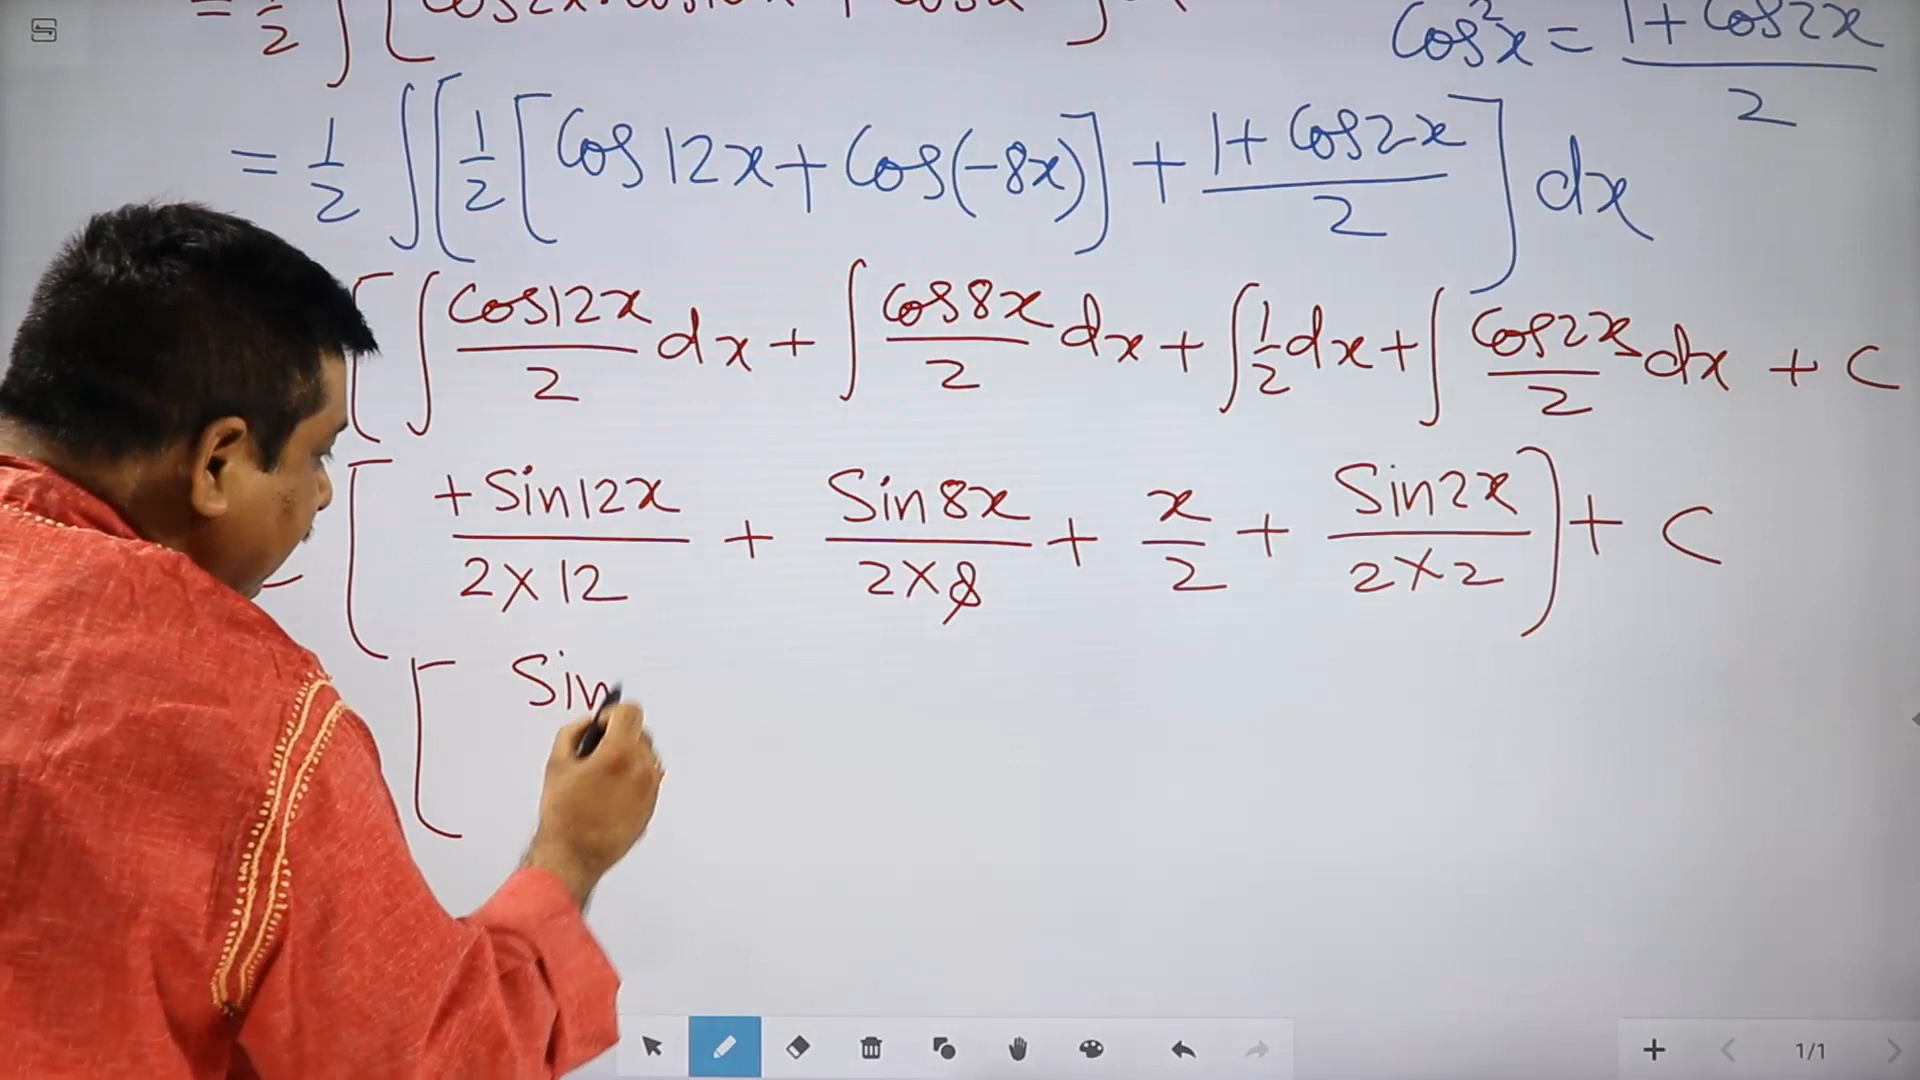 cos²x = 1 + cos2x / 2
= 1/2 ∫ [ 1/2 [ cos 12x + cos(-8x) ] + 1 + cos2x / 2 ] dx
[ ∫ cos12x / 2 dx + ∫ cos8x / 2 dx + ∫ 1/2 dx + ∫ cos2x / 2 dx + c
[ + Sin12x / 2×12 + Sin8x / 2×8 + x / 2 + Sin2x / 2×2 ] + c
[ Sin
1/1